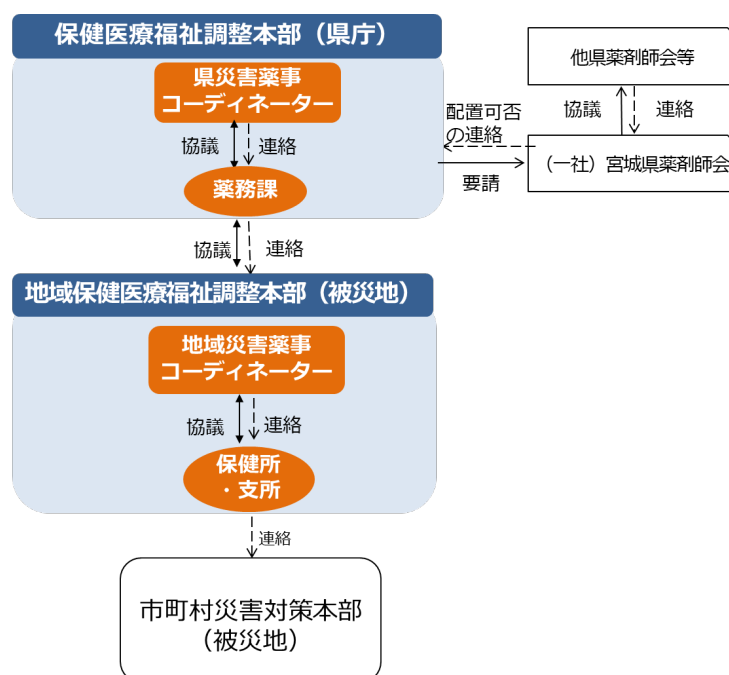 保健医療福祉調整本部（県庁）
県災害薬事
コーディネーター
協議
連絡
薬務課
他県薬剤師会等
協議
連絡
配置可否
の連絡
要請
（一社）宮城県薬剤師会
協議
連絡
地域保健医療福祉調整本部（被災地）
地域災害薬事
コーディネーター
協議
連絡
保健所
・支所
連絡
市町村災害対策本部
（被災地）